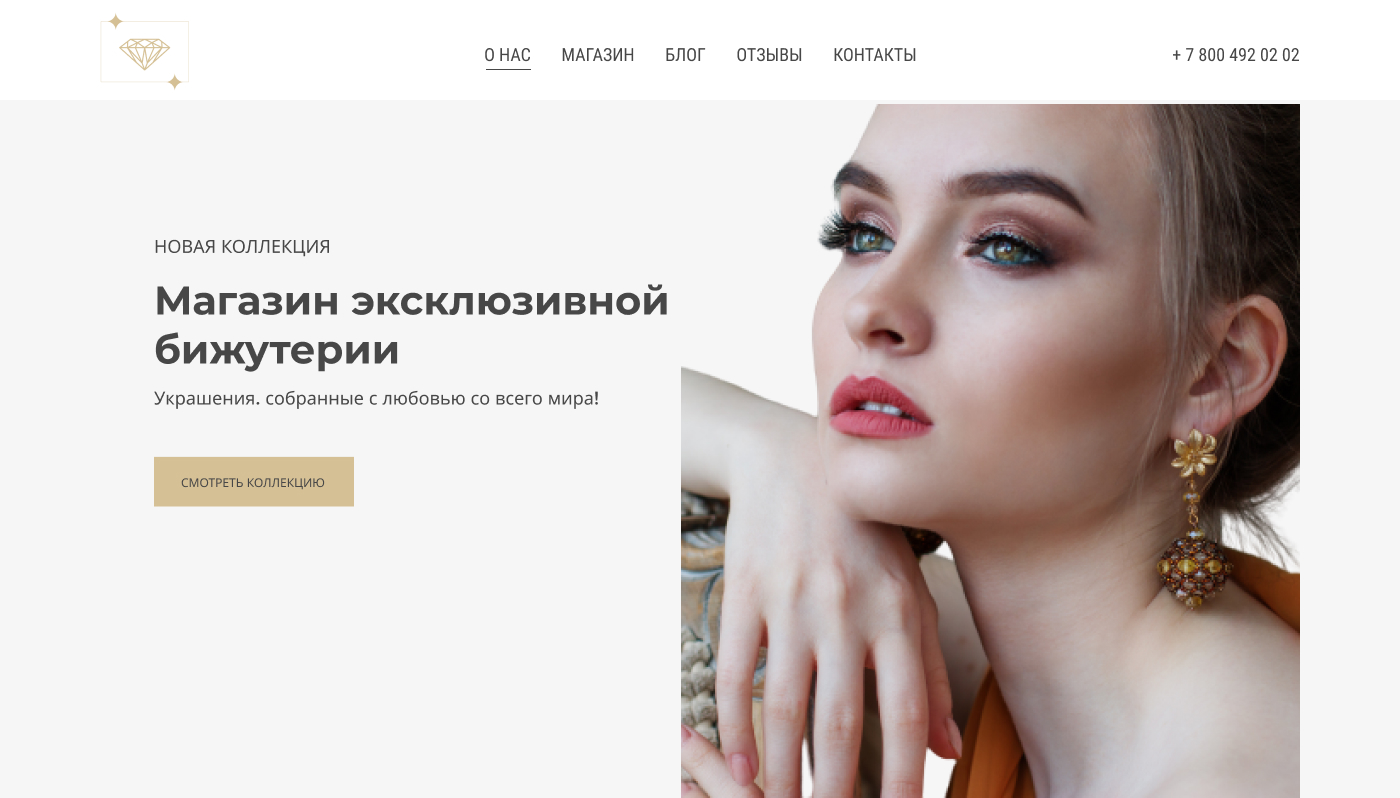 О НАС МАГАЗИН БЛОГ ОТЗЫВЫ КОНТАКТЫ + 7 800 492 02 02
НОВАЯ КОЛЛЕКЦИЯ
Магазин эксклюзивной
бижутерии
Украшения. собранные с любовью со всего мира!
СМОТРЕТЬ КОЛЛЕКЦИЮ